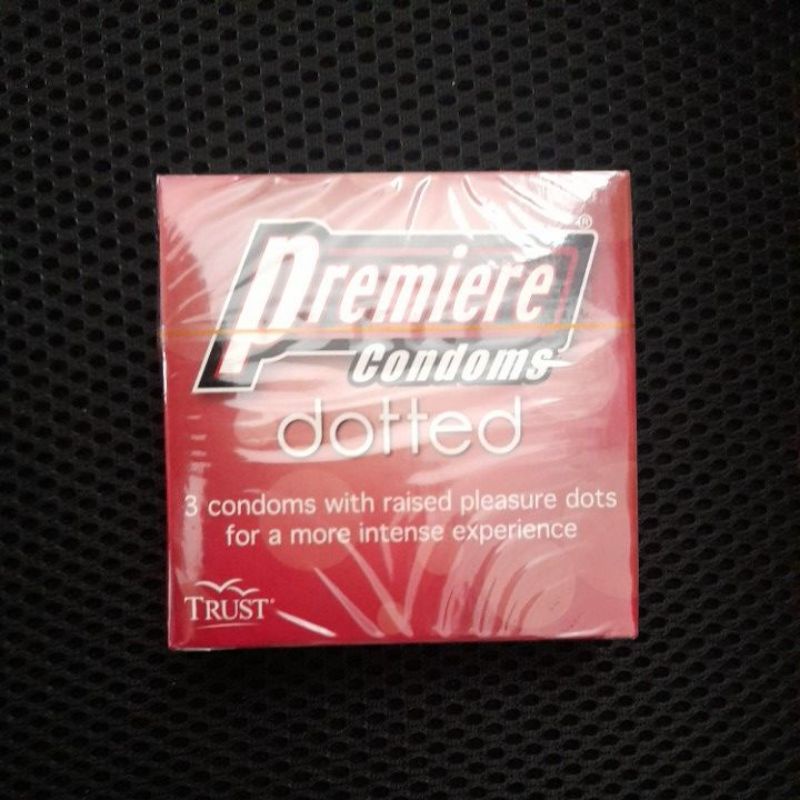 Premiere®
Condoms
dotted
3 condoms with raised pleasure dots
for a more intense experience
TRUST®